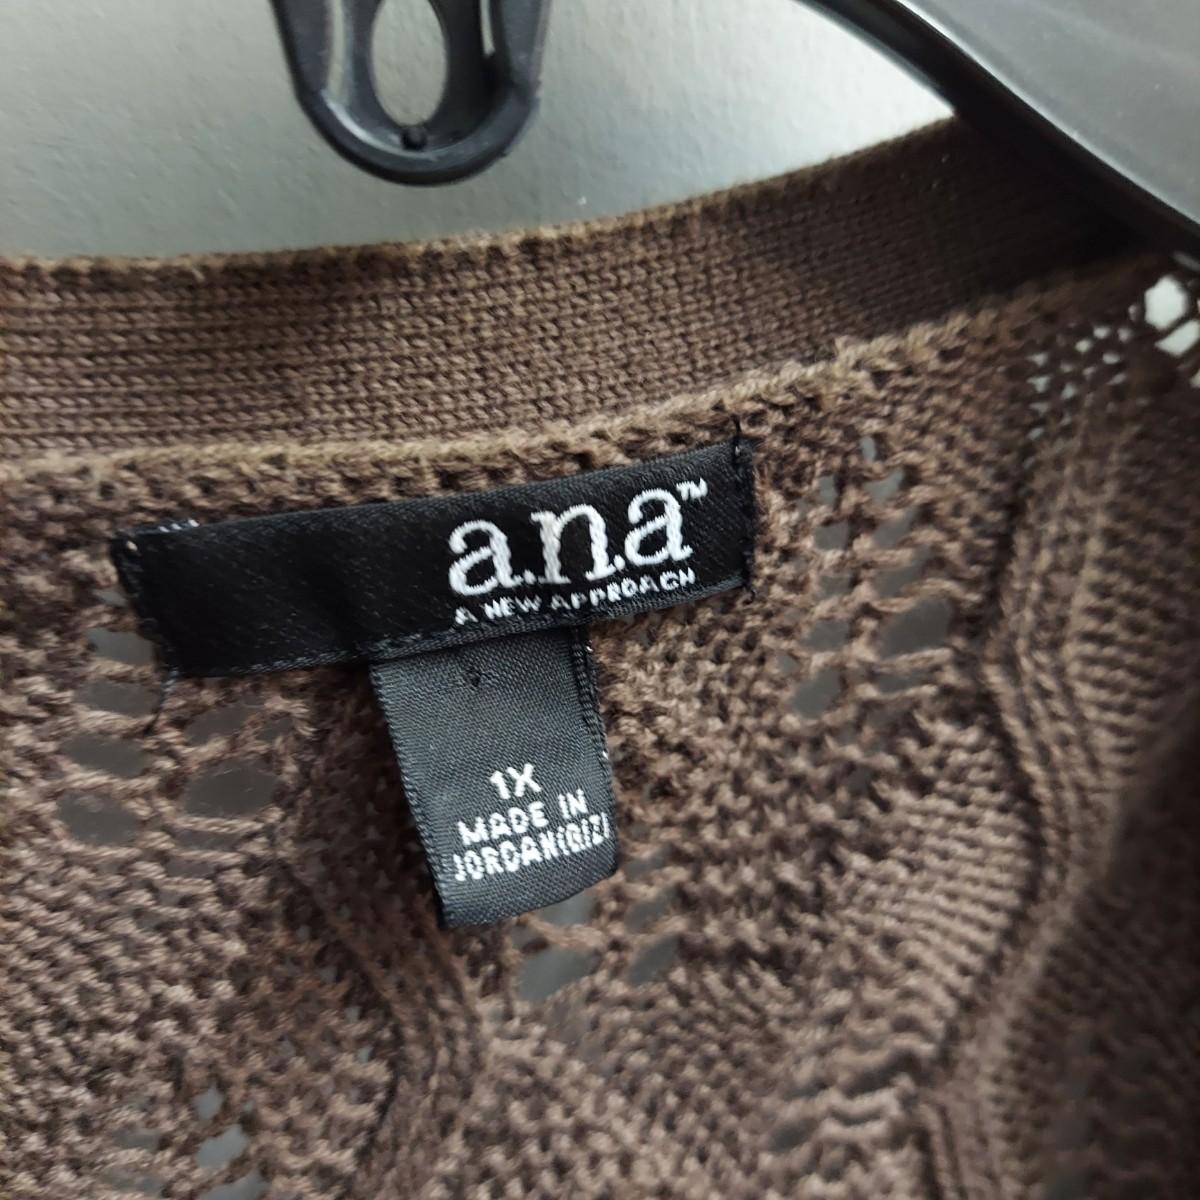 a.n.a™
A NEW APPROACH
1X
MADE IN
JORDAN(QIZ)